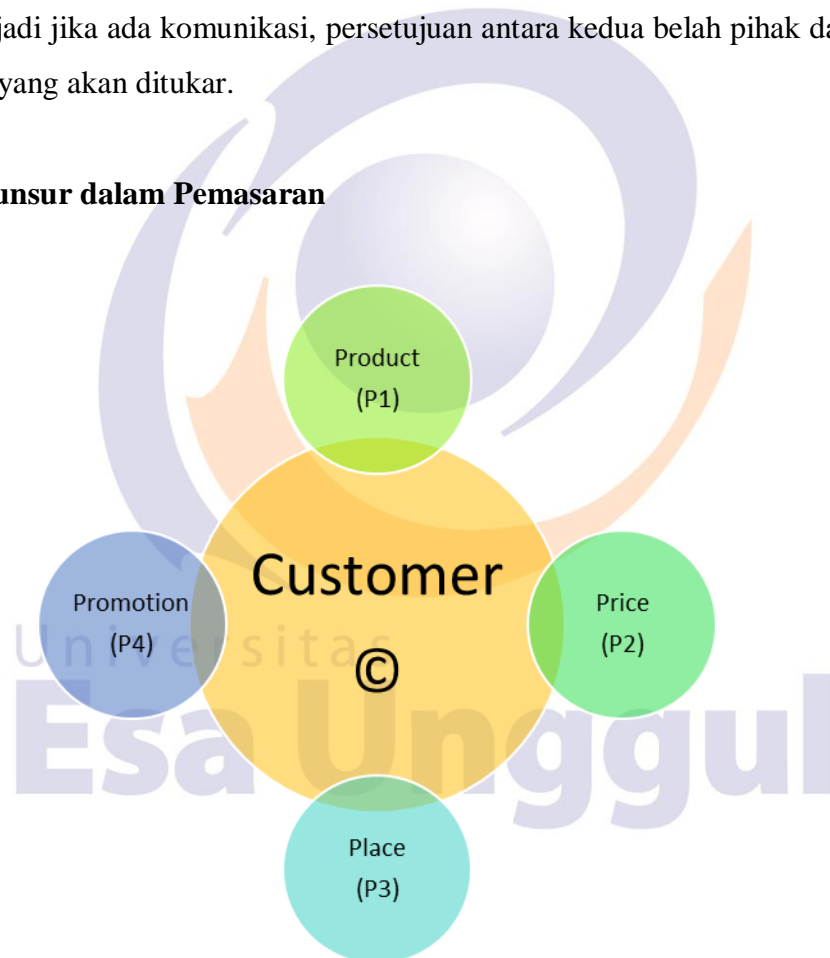 jadi jika ada komunikasi, persetujuan antara kedua belah pihak da
yang akan ditukar.
unsur dalam Pemasaran
Product
(P1)
Customer
©
Promotion
(P4)
Price
(P2)
Place
(P3)
Universitas
Esa Unggul